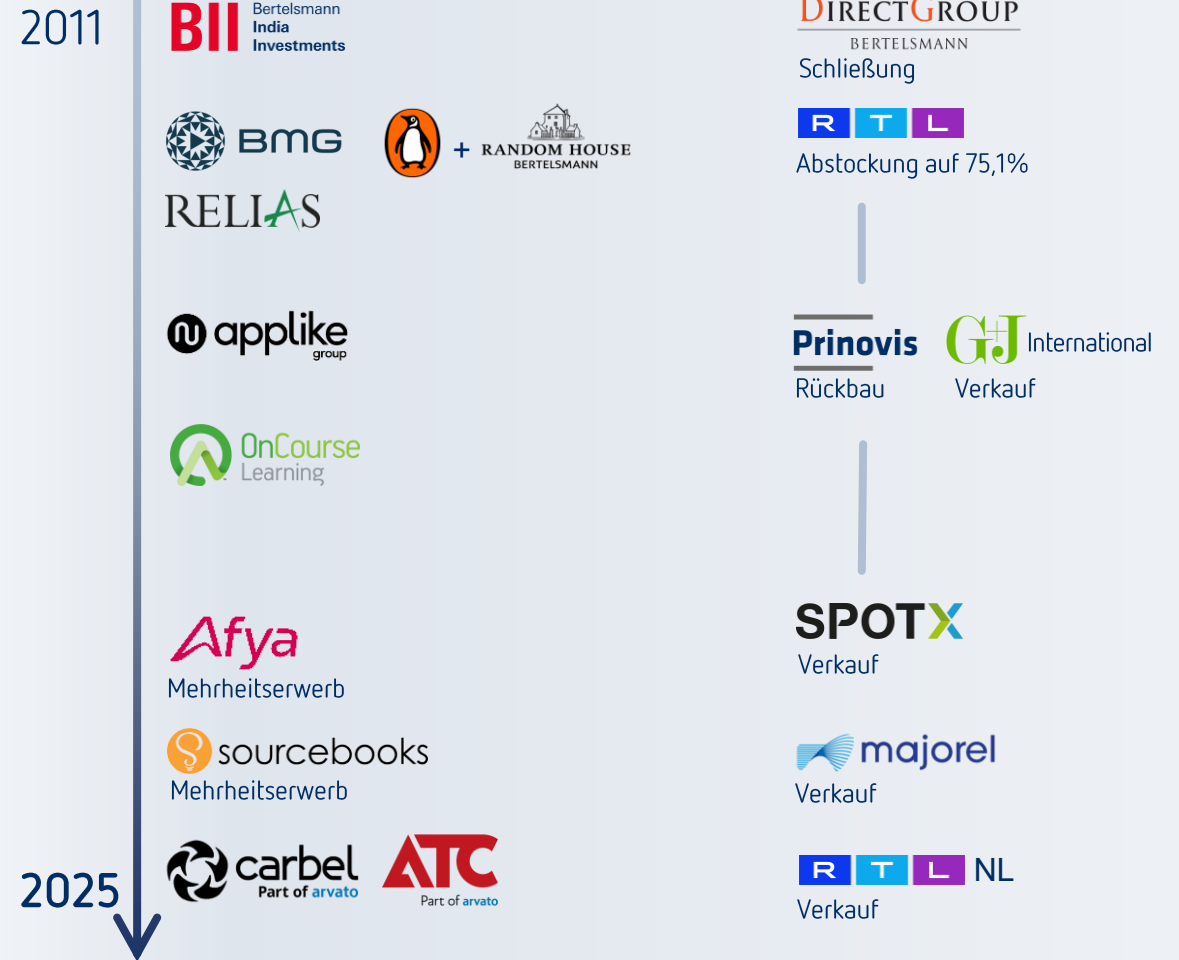 2011
BII Bertelsmann
India
Investments
DIRECTGROUP
BERTELSMANN
Schließung
BMG
+ RANDOM HOUSE
BERTELSMANN
RTL
Abstockung auf 75,1%
RELIAS
applike
group
Prinovis
Rückbau
G+J International
Verkauf
OnCourse
Learning
Afya
Mehrheitserwerb
SPOTX
Verkauf
sourcebooks
Mehrheitserwerb
majorel
Verkauf
2025
carbel
Part of arvato
ATC
Part of arvato
RTL NL
Verkauf